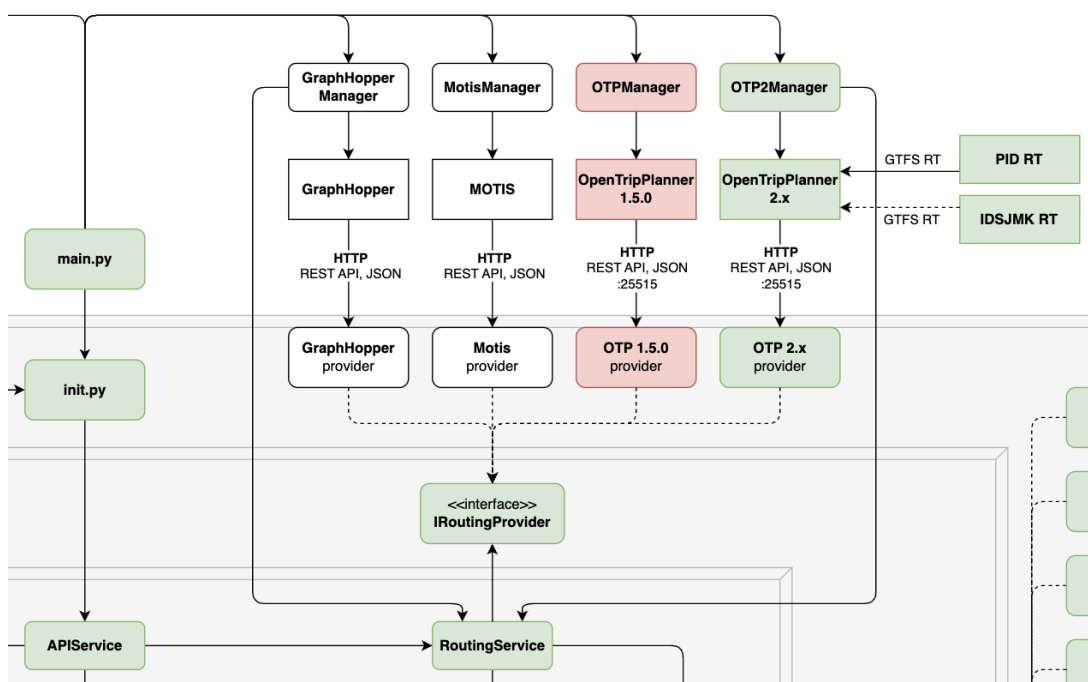 GraphHopper
Manager
MotisManager
OTPManager
OTP2Manager
GTFS RT
PID RT
GraphHopper
MOTIS
OpenTripPlanner
1.5.0
OpenTripPlanner
2.x
GTFS RT
IDSJMK RT
main.py
HTTP
REST API, JSON
HTTP
REST API, JSON
HTTP
REST API, JSON
:25515
HTTP
REST API, JSON
:25515
GraphHopper
provider
Motis
provider
OTP 1.5.0
provider
OTP 2.x
provider
init.py
<<interface>>
IRoutingProvider
APIService
RoutingService